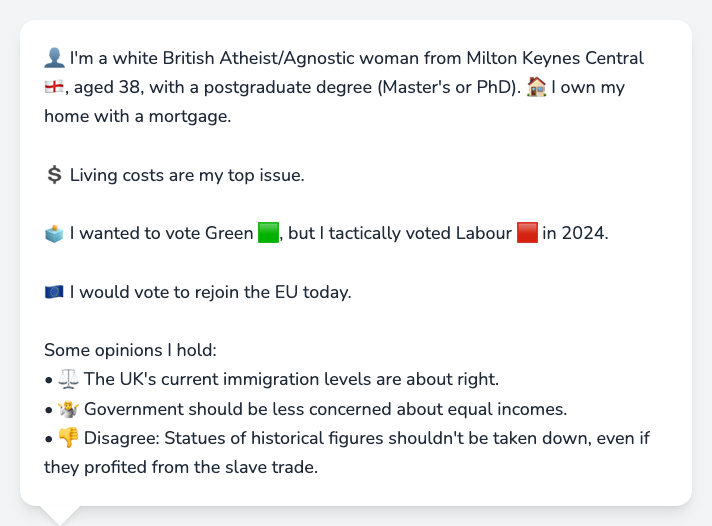 👤 I'm a white British Atheist/Agnostic woman from Milton Keynes Central
🏴󠁧󠁢󠁥󠁮󠁧󠁿, aged 38, with a postgraduate degree (Master's or PhD). 🏠 I own my
home with a mortgage.
💲 Living costs are my top issue.
🗳️ I wanted to vote Green 🟩, but I tactically voted Labour 🟥 in 2024.
🇪🇺 I would vote to rejoin the EU today.
Some opinions I hold:
• ⚖️ The UK's current immigration levels are about right.
• 🤷 Government should be less concerned about equal incomes.
• 👎 Disagree: Statues of historical figures shouldn't be taken down, even if
they profited from the slave trade.